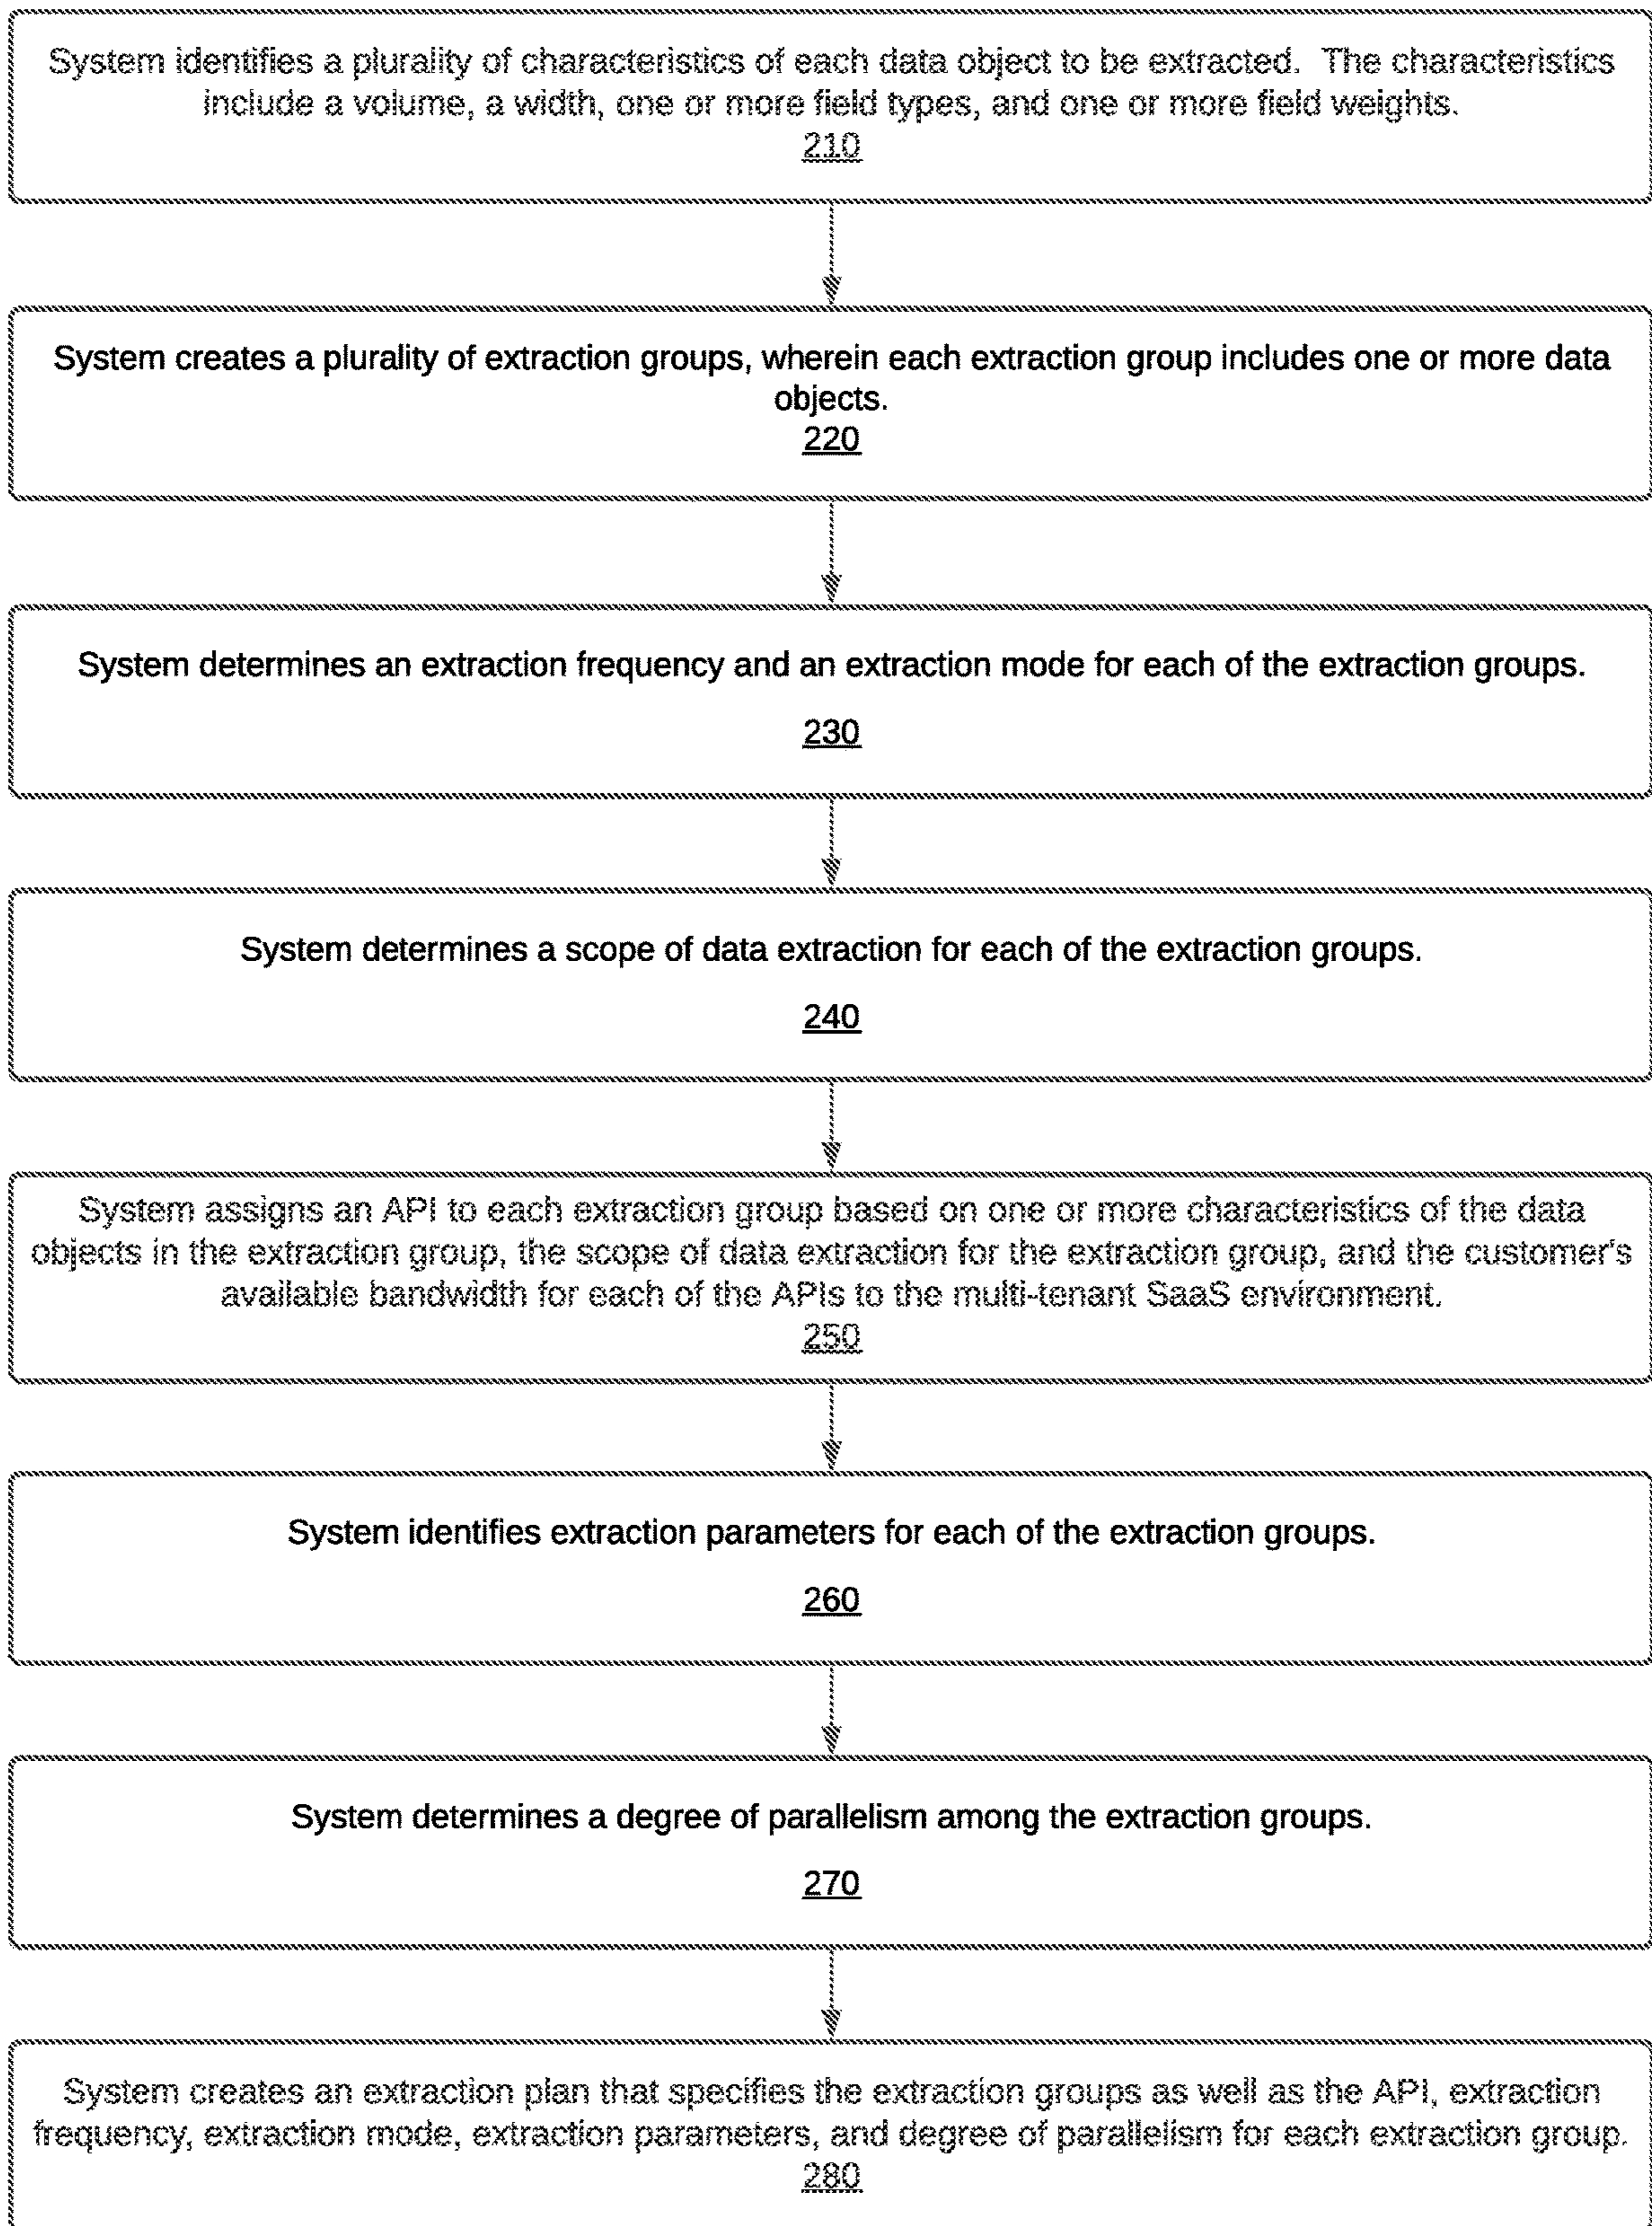 System identifies a plurality of characteristics of each data object to be extracted. The characteristics
include a volume, a width, one or more field types, and one or more field weights.
210
System creates a plurality of extraction groups, wherein each extraction group includes one or more data
objects.
220
System determines an extraction frequency and an extraction mode for each of the extraction groups.
230
System determines a scope of data extraction for each of the extraction groups.
240
System assigns an API to each extraction group based on one or more characteristics of the data
objects in the extraction group, the scope of data extraction for the extraction group, and the customer's
available bandwidth for each of the APIs to the multi-tenant SaaS environment.
250
System identifies extraction parameters for each of the extraction groups.
260
System determines a degree of parallelism among the extraction groups.
270
System creates an extraction plan that specifies the extraction groups as well as the API, extraction
frequency, extraction mode, extraction parameters, and degree of parallelism for each extraction group.
280